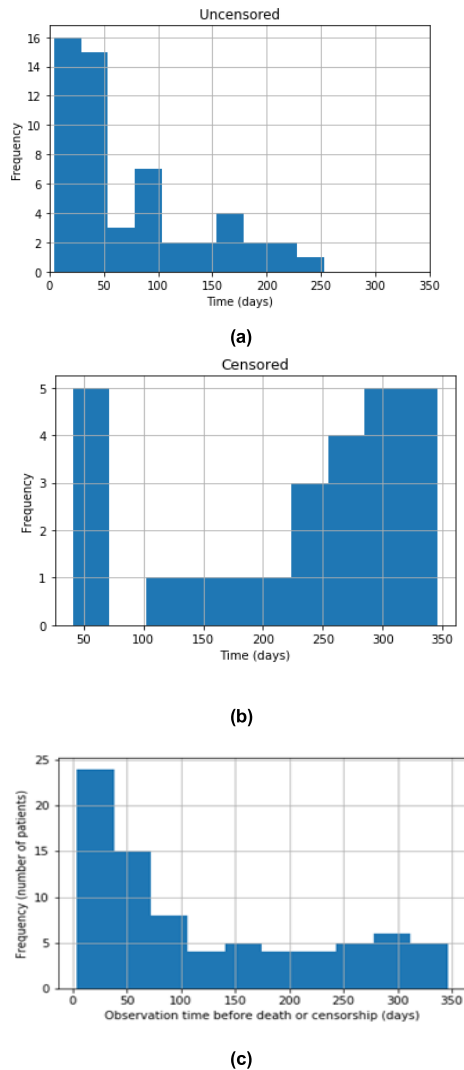 Uncensored
16
14
12
10
8
6
4
2
0
Frequency
0 50 100 150 200 250 300 350
Time (days)
(a)
Censored
5
4
3
2
1
0
Frequency
50 100 150 200 250 300 350
Time (days)
(b)
25
20
15
10
5
0
Frequency (number of patients)
0 50 100 150 200 250 300 350
Observation time before death or censorship (days)
(c)